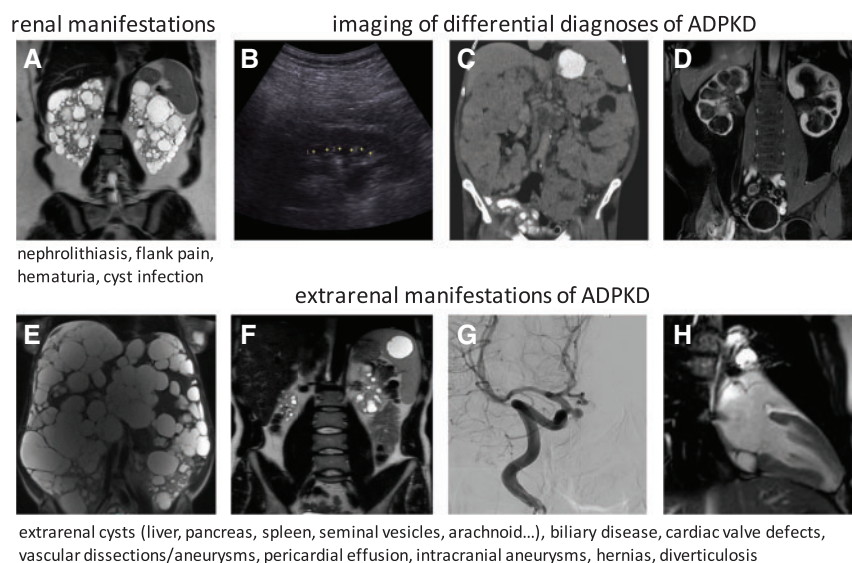 renal manifestations
imaging of differential diagnoses of ADPKD
A
B
C
D
nephrolithiasis, flank pain,
hematuria, cyst infection
extrarenal manifestations of ADPKD
E
F
G
H
extrarenal cysts (liver, pancreas, spleen, seminal vesicles, arachnoid…), biliary disease, cardiac valve defects,
vascular dissections/aneurysms, pericardial effusion, intracranial aneurysms, hernias, diverticulosis